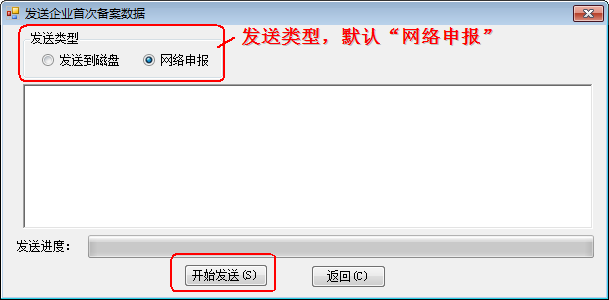 发送企业首次备案数据
发送类型
发送到磁盘 网络申报
发送类型，默认“网络申报”
发送进度：
开始发送(S) 返回(C)